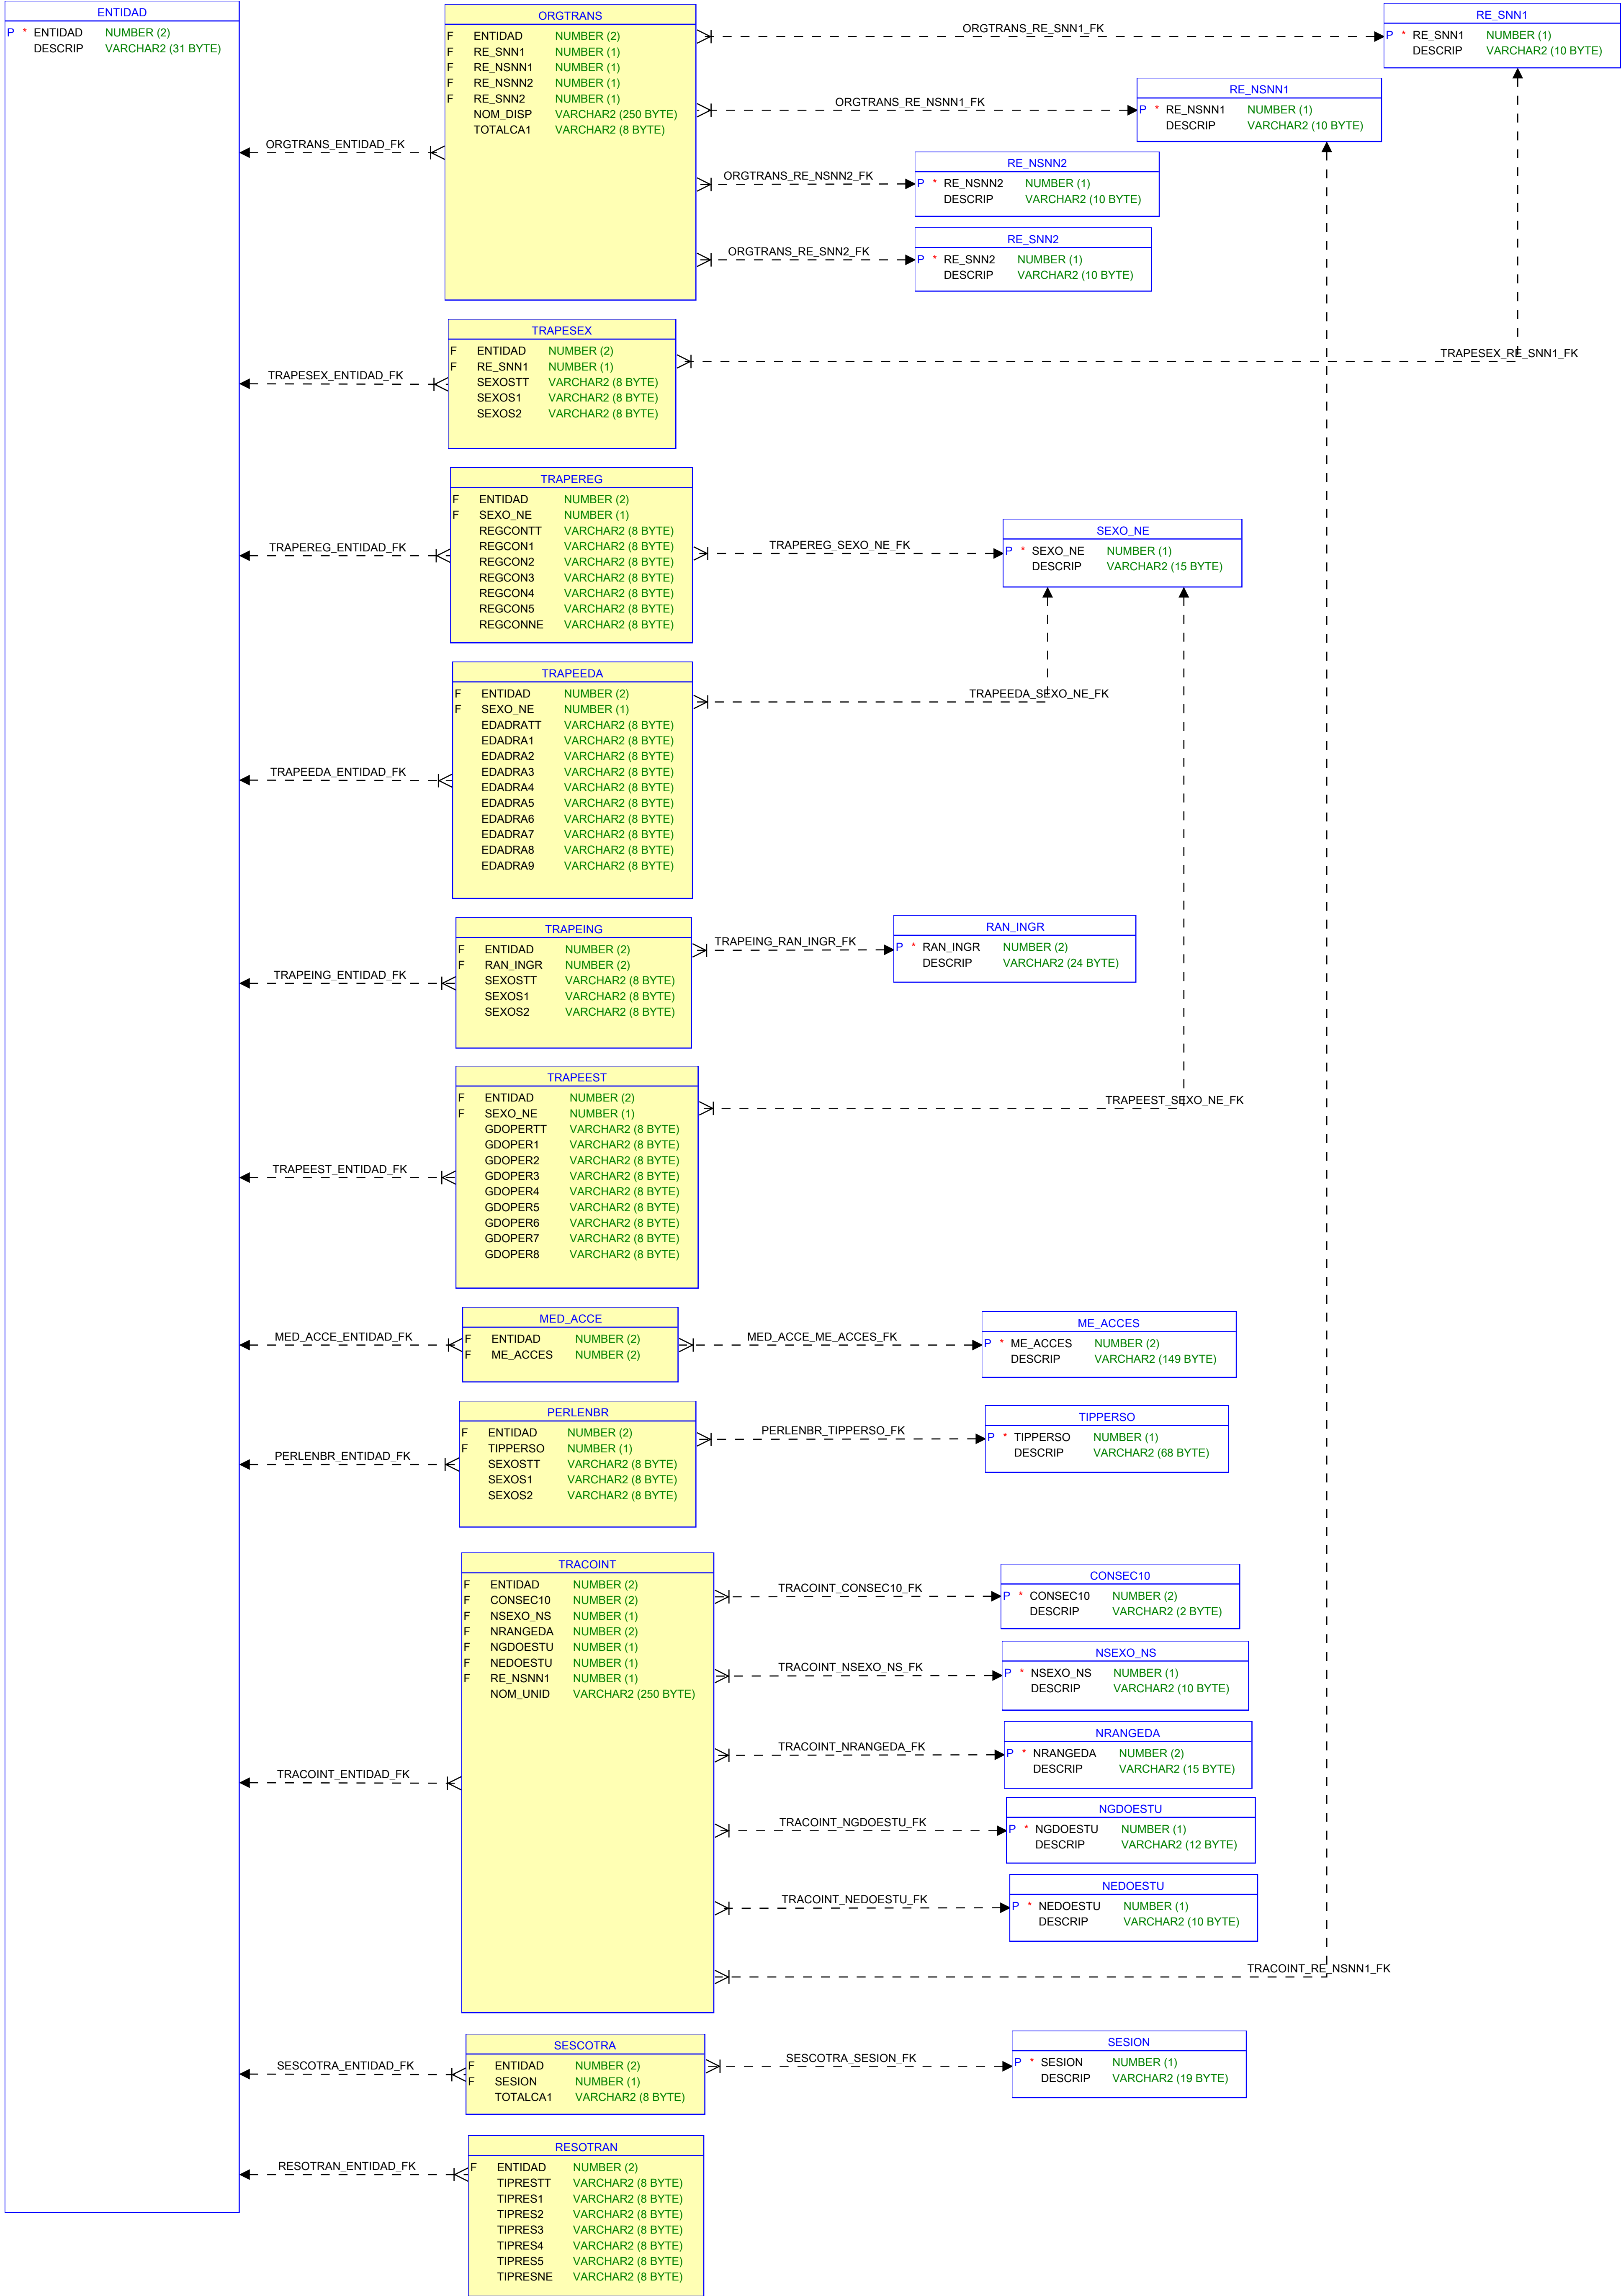 ENTIDAD
P * ENTIDAD NUMBER (2)
DESCRIP VARCHAR2 (31 BYTE)
ORGTRANS
F ENTIDAD NUMBER (2)
F RE_SNN1 NUMBER (1)
F RE_NSNN1 NUMBER (1)
F RE_NSNN2 NUMBER (1)
F RE_SNN2 NUMBER (1)
NOM_DISP VARCHAR2 (250 BYTE)
TOTALCA1 VARCHAR2 (8 BYTE)
ORGTRANS_ENTIDAD_FK
ORGTRANS_RE_SNN1_FK
RE_SNN1
P * RE_SNN1 NUMBER (1)
DESCRIP VARCHAR2 (10 BYTE)
ORGTRANS_RE_NSNN1_FK
RE_NSNN1
P * RE_NSNN1 NUMBER (1)
DESCRIP VARCHAR2 (10 BYTE)
ORGTRANS_RE_NSNN2_FK
RE_NSNN2
P * RE_NSNN2 NUMBER (1)
DESCRIP VARCHAR2 (10 BYTE)
ORGTRANS_RE_SNN2_FK
RE_SNN2
P * RE_SNN2 NUMBER (1)
DESCRIP VARCHAR2 (10 BYTE)
TRAPESEX
F ENTIDAD NUMBER (2)
F RE_SNN1 NUMBER (1)
SEXOSTT VARCHAR2 (8 BYTE)
SEXOS1 VARCHAR2 (8 BYTE)
SEXOS2 VARCHAR2 (8 BYTE)
TRAPESEX_ENTIDAD_FK
TRAPESEX_RE_SNN1_FK
TRAPEREG
F ENTIDAD NUMBER (2)
F SEXO_NE NUMBER (1)
REGCONTT VARCHAR2 (8 BYTE)
REGCON1 VARCHAR2 (8 BYTE)
REGCON2 VARCHAR2 (8 BYTE)
REGCON3 VARCHAR2 (8 BYTE)
REGCON4 VARCHAR2 (8 BYTE)
REGCON5 VARCHAR2 (8 BYTE)
REGCONNE VARCHAR2 (8 BYTE)
TRAPEREG_ENTIDAD_FK
TRAPEREG_SEXO_NE_FK
SEXO_NE
P * SEXO_NE NUMBER (1)
DESCRIP VARCHAR2 (15 BYTE)
TRAPEEDA
F ENTIDAD NUMBER (2)
F SEXO_NE NUMBER (1)
EDADRATT VARCHAR2 (8 BYTE)
EDADRA1 VARCHAR2 (8 BYTE)
EDADRA2 VARCHAR2 (8 BYTE)
EDADRA3 VARCHAR2 (8 BYTE)
EDADRA4 VARCHAR2 (8 BYTE)
EDADRA5 VARCHAR2 (8 BYTE)
EDADRA6 VARCHAR2 (8 BYTE)
EDADRA7 VARCHAR2 (8 BYTE)
EDADRA8 VARCHAR2 (8 BYTE)
EDADRA9 VARCHAR2 (8 BYTE)
TRAPEEDA_ENTIDAD_FK
TRAPEEDA_SEXO_NE_FK
TRAPEING
F ENTIDAD NUMBER (2)
F RAN_INGR NUMBER (2)
SEXOSTT VARCHAR2 (8 BYTE)
SEXOS1 VARCHAR2 (8 BYTE)
SEXOS2 VARCHAR2 (8 BYTE)
TRAPEING_ENTIDAD_FK
TRAPEING_RAN_INGR_FK
RAN_INGR
P * RAN_INGR NUMBER (2)
DESCRIP VARCHAR2 (24 BYTE)
TRAPEEST
F ENTIDAD NUMBER (2)
F SEXO_NE NUMBER (1)
GDOPERTT VARCHAR2 (8 BYTE)
GDOPER1 VARCHAR2 (8 BYTE)
GDOPER2 VARCHAR2 (8 BYTE)
GDOPER3 VARCHAR2 (8 BYTE)
GDOPER4 VARCHAR2 (8 BYTE)
GDOPER5 VARCHAR2 (8 BYTE)
GDOPER6 VARCHAR2 (8 BYTE)
GDOPER7 VARCHAR2 (8 BYTE)
GDOPER8 VARCHAR2 (8 BYTE)
TRAPEEST_ENTIDAD_FK
TRAPEEST_SEXO_NE_FK
MED_ACCE
F ENTIDAD NUMBER (2)
F ME_ACCES NUMBER (2)
MED_ACCE_ENTIDAD_FK
MED_ACCE_ME_ACCES_FK
ME_ACCES
P * ME_ACCES NUMBER (2)
DESCRIP VARCHAR2 (149 BYTE)
PERLENBR
F ENTIDAD NUMBER (2)
F TIPPERSO NUMBER (1)
SEXOSTT VARCHAR2 (8 BYTE)
SEXOS1 VARCHAR2 (8 BYTE)
SEXOS2 VARCHAR2 (8 BYTE)
PERLENBR_ENTIDAD_FK
PERLENBR_TIPPERSO_FK
TIPPERSO
P * TIPPERSO NUMBER (1)
DESCRIP VARCHAR2 (68 BYTE)
TRACOINT
F ENTIDAD NUMBER (2)
F CONSEC10 NUMBER (2)
F NSEXO_NS NUMBER (1)
F NRANGEDA NUMBER (2)
F NGDOESTU NUMBER (1)
F NEDOESTU NUMBER (1)
F RE_NSNN1 NUMBER (1)
NOM_UNID VARCHAR2 (250 BYTE)
TRACOINT_ENTIDAD_FK
TRACOINT_CONSEC10_FK
CONSEC10
P * CONSEC10 NUMBER (2)
DESCRIP VARCHAR2 (2 BYTE)
TRACOINT_NSEXO_NS_FK
NSEXO_NS
P * NSEXO_NS NUMBER (1)
DESCRIP VARCHAR2 (10 BYTE)
TRACOINT_NRANGEDA_FK
NRANGEDA
P * NRANGEDA NUMBER (2)
DESCRIP VARCHAR2 (15 BYTE)
TRACOINT_NGDOESTU_FK
NGDOESTU
P * NGDOESTU NUMBER (1)
DESCRIP VARCHAR2 (12 BYTE)
TRACOINT_NEDOESTU_FK
NEDOESTU
P * NEDOESTU NUMBER (1)
DESCRIP VARCHAR2 (10 BYTE)
TRACOINT_RE_NSNN1_FK
SESCOTRA
F ENTIDAD NUMBER (2)
F SESION NUMBER (1)
TOTALCA1 VARCHAR2 (8 BYTE)
SESCOTRA_ENTIDAD_FK
SESCOTRA_SESION_FK
SESION
P * SESION NUMBER (1)
DESCRIP VARCHAR2 (19 BYTE)
RESOTRAN
F ENTIDAD NUMBER (2)
TIPRESTT VARCHAR2 (8 BYTE)
TIPRES1 VARCHAR2 (8 BYTE)
TIPRES2 VARCHAR2 (8 BYTE)
TIPRES3 VARCHAR2 (8 BYTE)
TIPRES4 VARCHAR2 (8 BYTE)
TIPRES5 VARCHAR2 (8 BYTE)
TIPRESNE VARCHAR2 (8 BYTE)
RESOTRAN_ENTIDAD_FK